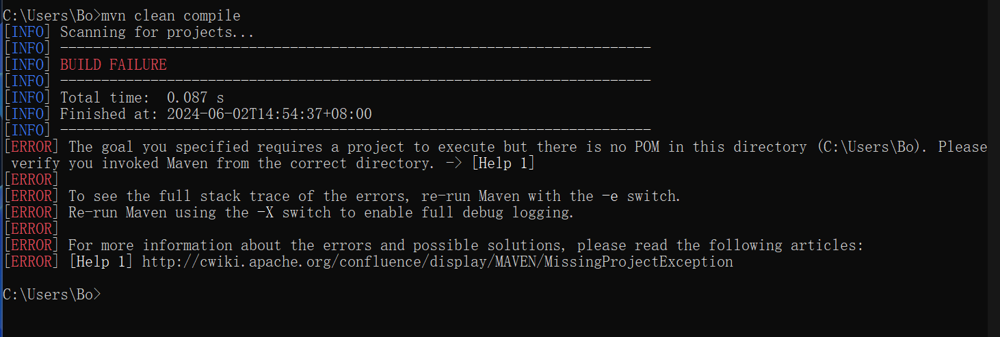 C:\Users\Bo>mvn clean compile
[INFO] Scanning for projects...
[INFO] ------------------------------------------------------------------------
[INFO] BUILD FAILURE
[INFO] ------------------------------------------------------------------------
[INFO] Total time:  0.087 s
[INFO] Finished at: 2024-06-02T14:54:37+08:00
[INFO] ------------------------------------------------------------------------
[ERROR] The goal you specified requires a project to execute but there is no POM in this directory (C:\Users\Bo). Please
 verify you invoked Maven from the correct directory. -> [Help 1]
[ERROR]
[ERROR] To see the full stack trace of the errors, re-run Maven with the -e switch.
[ERROR] Re-run Maven using the -X switch to enable full debug logging.
[ERROR]
[ERROR] For more information about the errors and possible solutions, please read the following articles:
[ERROR] [Help 1] http://cwiki.apache.org/confluence/display/MAVEN/MissingProjectException
C:\Users\Bo>